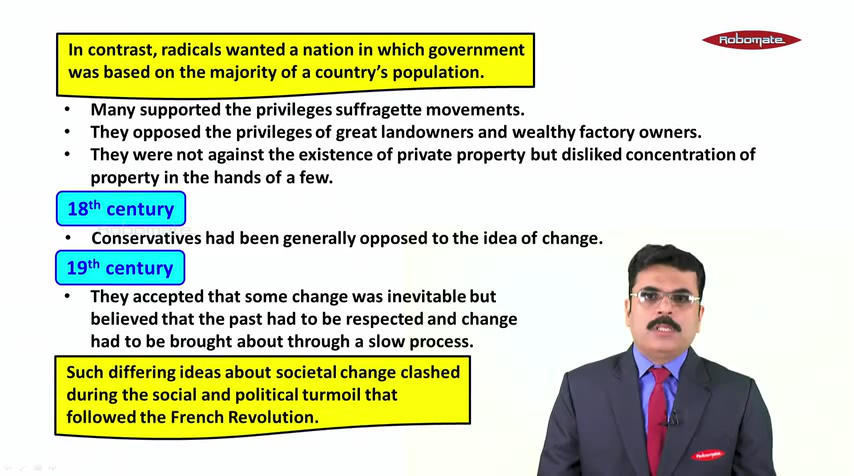 In contrast, radicals wanted a nation in which government
was based on the majority of a country's population.
Robomate
• Many supported the privileges suffragette movements.
• They opposed the privileges of great landowners and wealthy factory owners.
• They were not against the existence of private property but disliked concentration of
property in the hands of a few.
18th century
• Conservatives had been generally opposed to the idea of change.
19th century
• They accepted that some change was inevitable but
believed that the past had to be respected and change
had to be brought about through a slow process.
Such differing ideas about societal change clashed
during the social and political turmoil that
followed the French Revolution.
Robomate